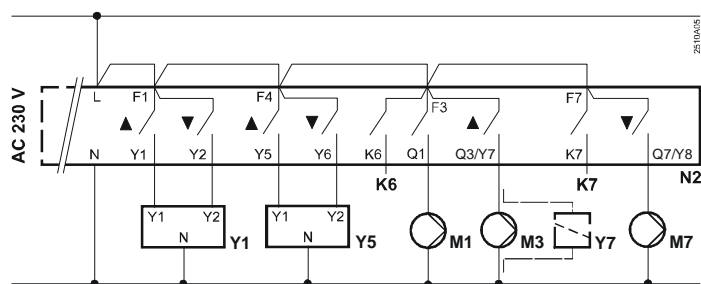 2510A05
AC 230 V
L F1 F4 F3 F7
N Y1 Y2 Y5 Y6 K6 Q1 Q3/Y7 K7 Q7/Y8
K6 K7 N2
Y1 Y2 Y1 Y2
N Y1 N Y5 M1 M3 Y7 M7